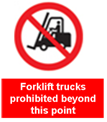 Forklift trucks
prohibited beyond
this point